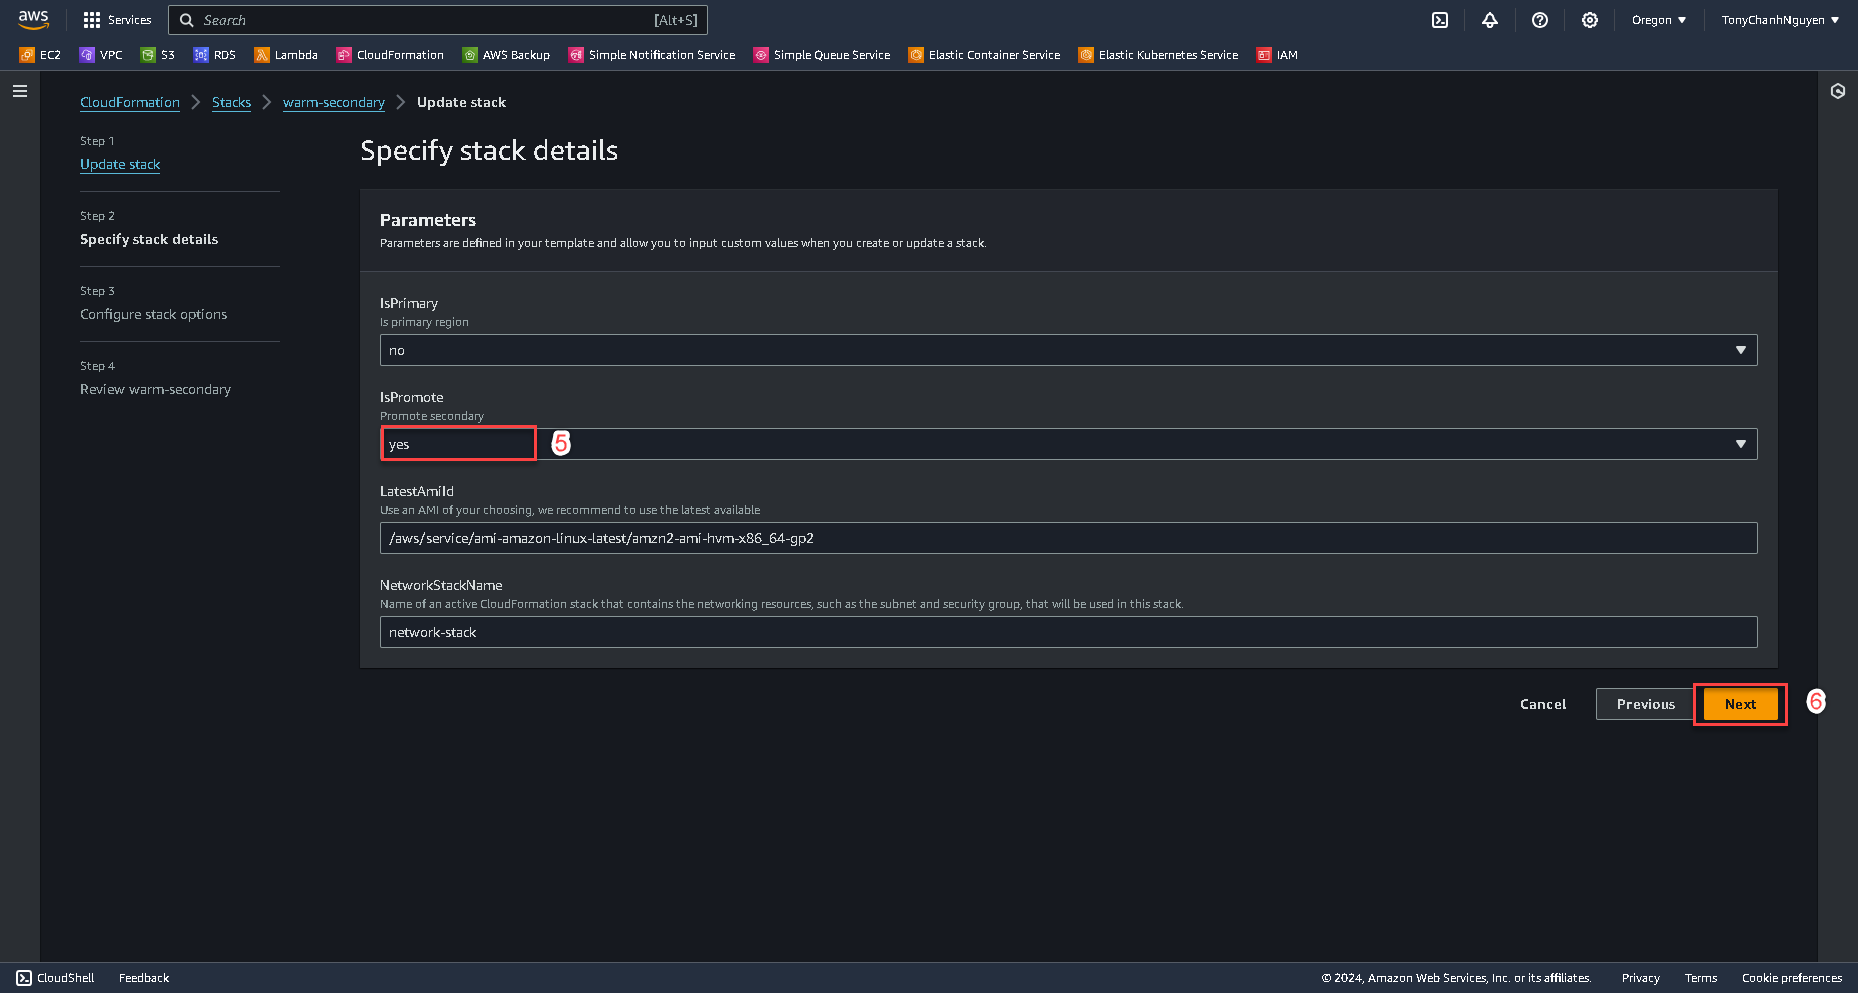 aws Services Search [Alt+S] Oregon TonyChanhNguyen
EC2 VPC S3 RDS Lambda CloudFormation AWS Backup Simple Notification Service Simple Queue Service Elastic Container Service Elastic Kubernetes Service IAM
CloudFormation Stacks warm-secondary Update stack
Step 1
Update stack
Step 2
Specify stack details
Step 3
Configure stack options
Step 4
Review warm-secondary
Specify stack details
Parameters
Parameters are defined in your template and allow you to input custom values when you create or update a stack.
IsPrimary
Is primary region
no
IsPromote
Promote secondary
yes 5
LatestAmiId
Use an AMI of your choosing, we recommend to use the latest available
/aws/service/ami-amazon-linux-latest/amzn2-ami-hvm-x86_64-gp2
NetworkStackName
Name of an active CloudFormation stack that contains the networking resources, such as the subnet and security group, that will be used in this stack.
network-stack
Cancel Previous Next 6
CloudShell Feedback © 2024, Amazon Web Services, Inc. or its affiliates. Privacy Terms Cookie preferences